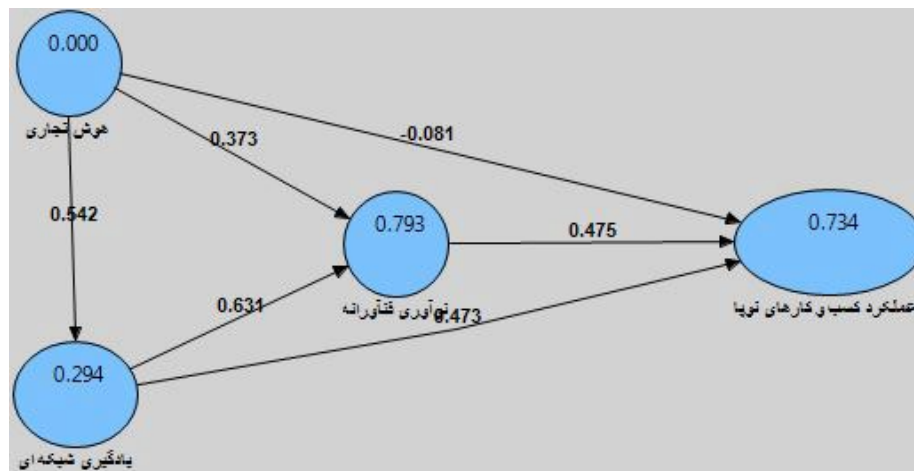 0.000
هوش تجاری
0.373
-0.081
0.542
0.793
نوآوری فناورانه
0.475
0.734
عملکرد کسب و کارهای نوپا
0.631
0.473
0.294
یادگیری شبکه ای